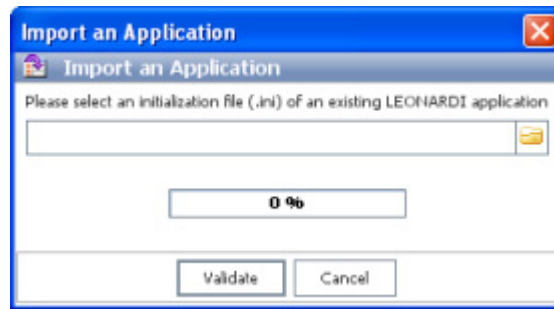 Import an Application
Import an Application
Please select an initialization file (.ini) of an existing LEONARDI application
0 %
Validate
Cancel